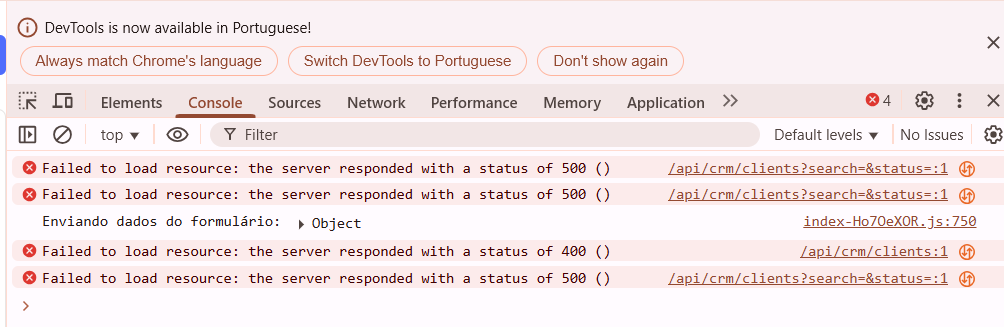 DevTools is now available in Portuguese!
Always match Chrome's language Switch DevTools to Portuguese Don't show again
Elements Console Sources Network Performance Memory Application 4
top Filter Default levels No Issues
Failed to load resource: the server responded with a status of 500 () /api/crm/clients?search=&status=:1
Failed to load resource: the server responded with a status of 500 () /api/crm/clients?search=&status=:1
Enviando dados do formulário: Object index-Ho7OeXOR.js:750
Failed to load resource: the server responded with a status of 400 () /api/crm/clients:1
Failed to load resource: the server responded with a status of 500 () /api/crm/clients?search=&status=:1